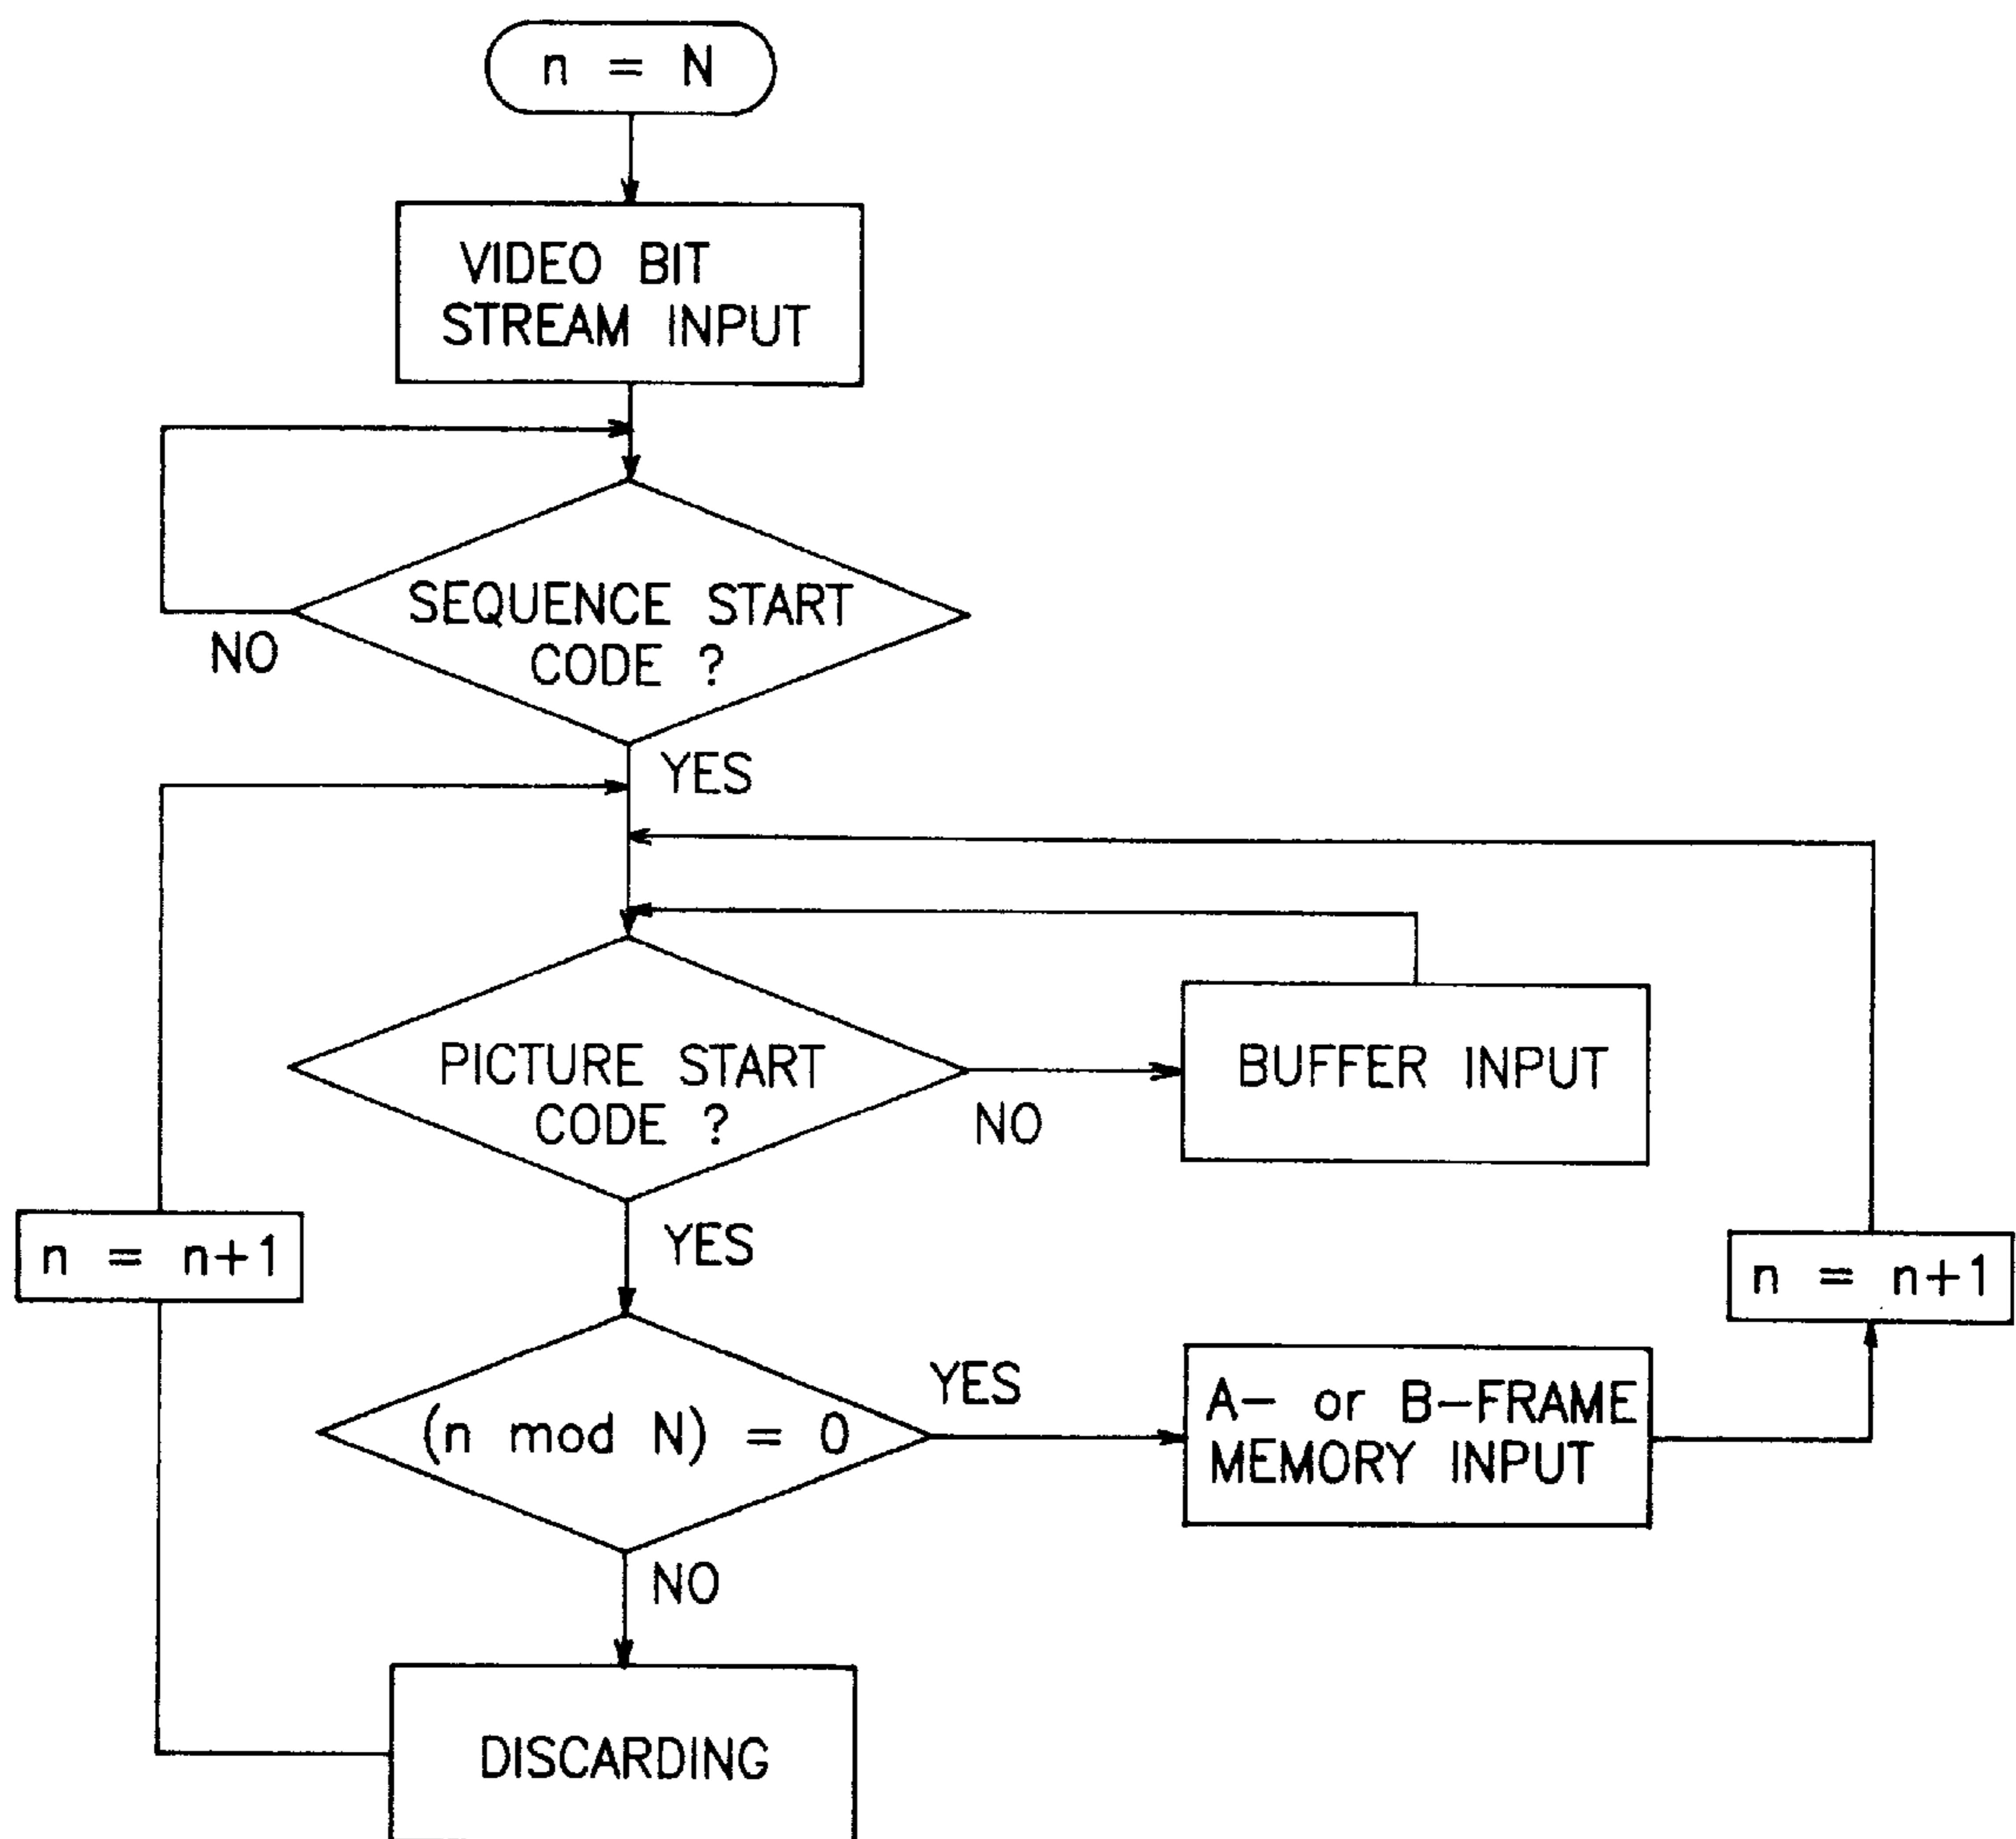 n = N
VIDEO BIT
STREAM INPUT
SEQUENCE START
CODE ?
NO
YES
PICTURE START
CODE ?
NO
BUFFER INPUT
YES
n = n+1
n = n+1
(n mod N) = 0
YES
A- or B-FRAME
MEMORY INPUT
NO
DISCARDING